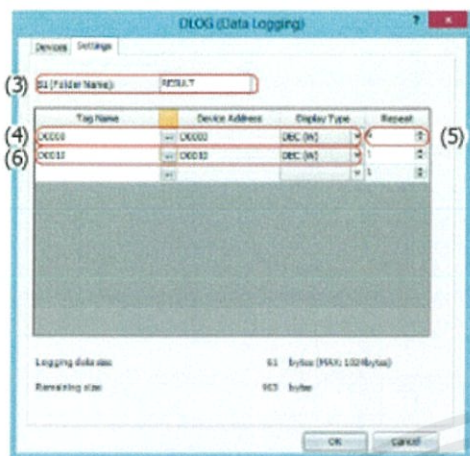 DLOG (Data Logging)
?
Devices Settings
(3) S1 (Folder Name): RESULT
Tag Name Device Address Display Type Repeat
(4) D0000 ... D0000 DEC (W) (5)
(6) D0010 ... D0010 DEC (W) 1
... 1
Logging data size 61 bytes (MAX: 1024bytes)
Remaining size 963 bytes
OK Cancel